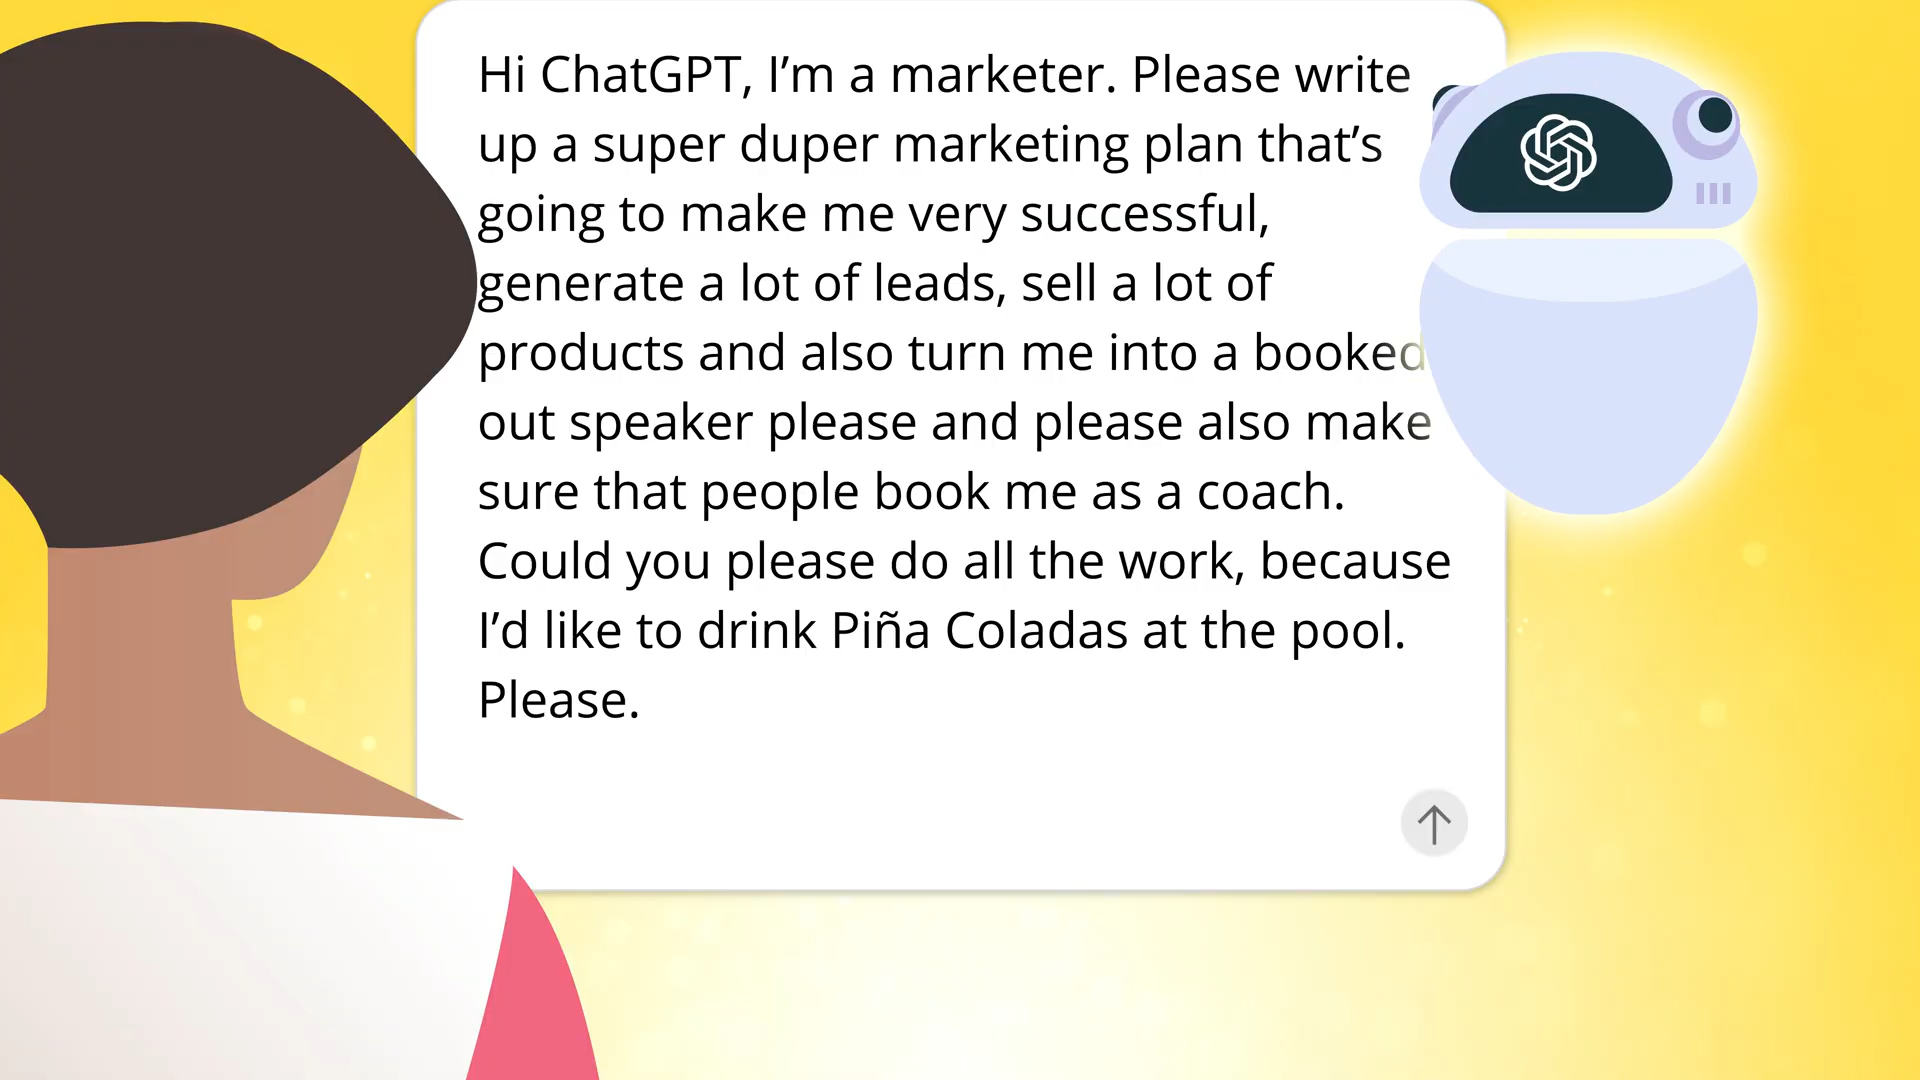 Hi ChatGPT, I’m a marketer. Please write
up a super duper marketing plan that’s
going to make me very successful,
generate a lot of leads, sell a lot of
products and also turn me into a booked
out speaker please and please also make
sure that people book me as a coach.
Could you please do all the work, because
I’d like to drink Piña Coladas at the pool.
Please.